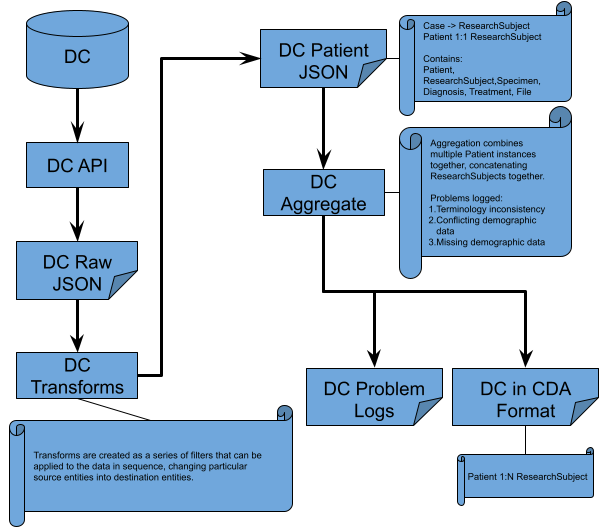 DC
DC API
DC Raw
JSON
DC
Transforms
Transforms are created as a series of filters that can be
applied to the data in sequence, changing particular
source entities into destination entities.
DC Patient
JSON
Case -> ResearchSubject
Patient 1:1 ResearchSubject
Contains:
Patient,
ResearchSubject,Specimen,
Diagnosis, Treatment, File
DC
Aggregate
Aggregation combines
multiple Patient instances
together, concatenating
ResearchSubjects together.
Problems logged:
1.Terminology inconsistency
2.Conflicting demographic
data
3.Missing demographic data
DC Problem
Logs
DC in CDA
Format
Patient 1:N ResearchSubject